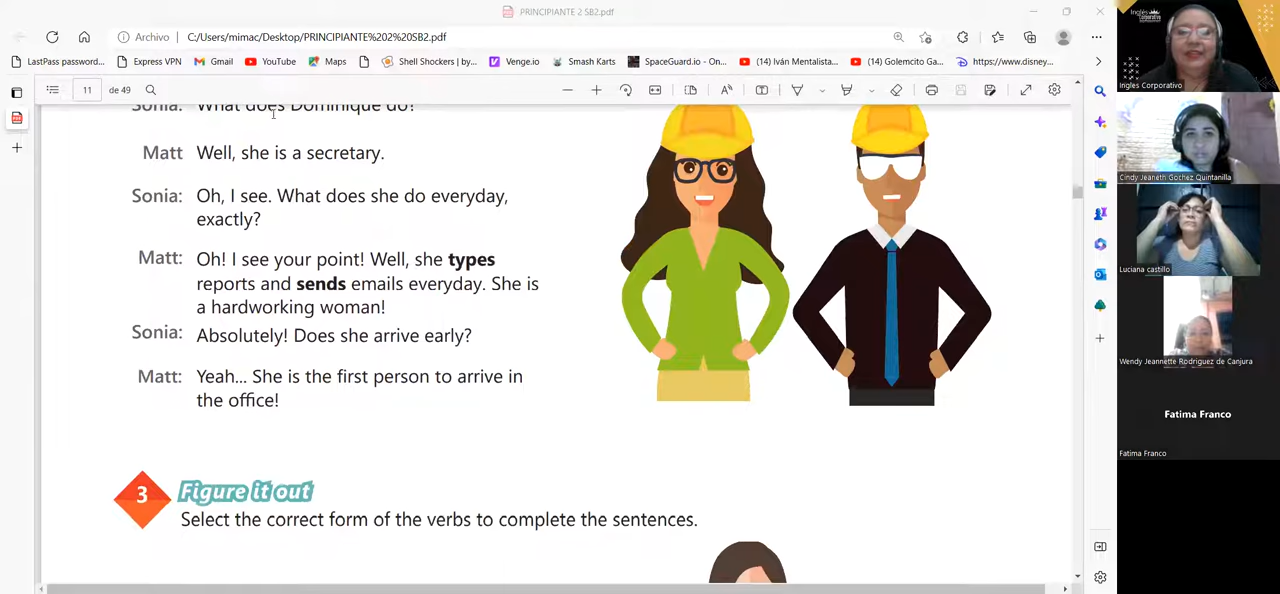 PRINCIPIANTE 2 SB2.pdf
Archivo
C:/Users/mimac/Desktop/PRINCIPIANTE%202%20SB2.pdf
LastPass password...
Express VPN
Gmail
YouTube
Maps
Shell Shockers | by...
Venge.io
Smash Karts
SpaceGuard.io - On...
(14) Iván Mentalista...
(14) Golemcito Ga...
https://www.disney...
11
de 49
Sonia: What does Dominique do?
Matt Well, she is a secretary.
Sonia: Oh, I see. What does she do everyday,
exactly?
Matt: Oh! I see your point! Well, she types
reports and sends emails everyday. She is
a hardworking woman!
Sonia: Absolutely! Does she arrive early?
Matt: Yeah... She is the first person to arrive in
the office!
3 Figure it out
Select the correct form of the verbs to complete the sentences.
Inglés
Corporativo
Ingles Corporativo
Cindy Jeaneth Gochez Quintanilla
Luciana castillo
Wendy Jeannette Rodriguez de Canjura
Fatima Franco
Fatima Franco